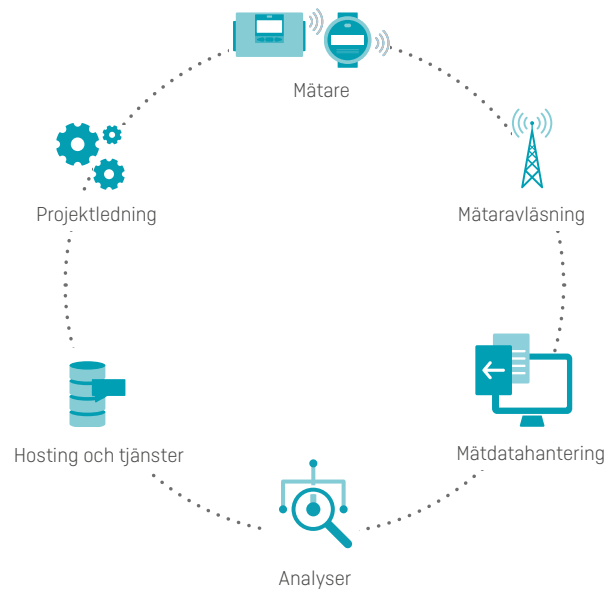 Mätare
Projektledning
Mätaravläsning
Hosting och tjänster
Mätdatahantering
Analyser